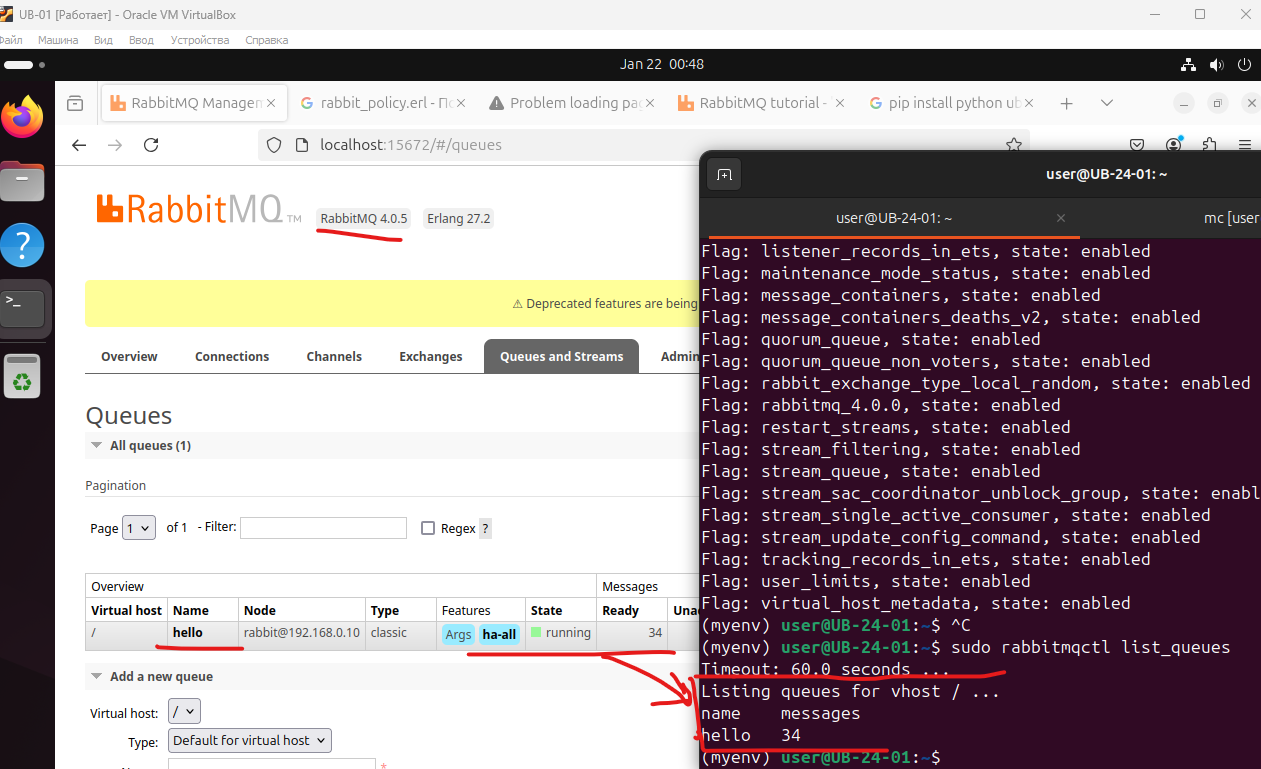 UB-01 [Работает] - Oracle VM VirtualBox
Файл Машина Вид Ввод Устройства Справка
Jan 22 00:48
RabbitMQ Managem
rabbit_policy.erl - По
Problem loading pag
RabbitMQ tutorial -
pip install python ub
localhost:15672/#/queues
RabbitMQ TM
RabbitMQ 4.0.5
Erlang 27.2
⚠ Deprecated features are being
Overview Connections Channels Exchanges Queues and Streams Admin
Queues
All queues (1)
Pagination
Page 1 of 1 - Filter: Regex ?
Overview Messages
Virtual host Name Node Type Features State Ready Unac
/ hello rabbit@192.168.0.10 classic Args ha-all running 34
Add a new queue
Virtual host: /
Type: Default for virtual host
*
user@UB-24-01: ~
user@UB-24-01: ~ mc [user
Flag: listener_records_in_ets, state: enabled
Flag: maintenance_mode_status, state: enabled
Flag: message_containers, state: enabled
Flag: message_containers_deaths_v2, state: enabled
Flag: quorum_queue, state: enabled
Flag: quorum_queue_non_voters, state: enabled
Flag: rabbit_exchange_type_local_random, state: enabled
Flag: rabbitmq_4.0.0, state: enabled
Flag: restart_streams, state: enabled
Flag: stream_filtering, state: enabled
Flag: stream_queue, state: enabled
Flag: stream_sac_coordinator_unblock_group, state: enabl
Flag: stream_single_active_consumer, state: enabled
Flag: stream_update_config_command, state: enabled
Flag: tracking_records_in_ets, state: enabled
Flag: user_limits, state: enabled
Flag: virtual_host_metadata, state: enabled
(myenv) user@UB-24-01:~$ ^C
(myenv) user@UB-24-01:~$ sudo rabbitmqctl list_queues
Timeout: 60.0 seconds ...
Listing queues for vhost / ...
name messages
hello 34
(myenv) user@UB-24-01:~$